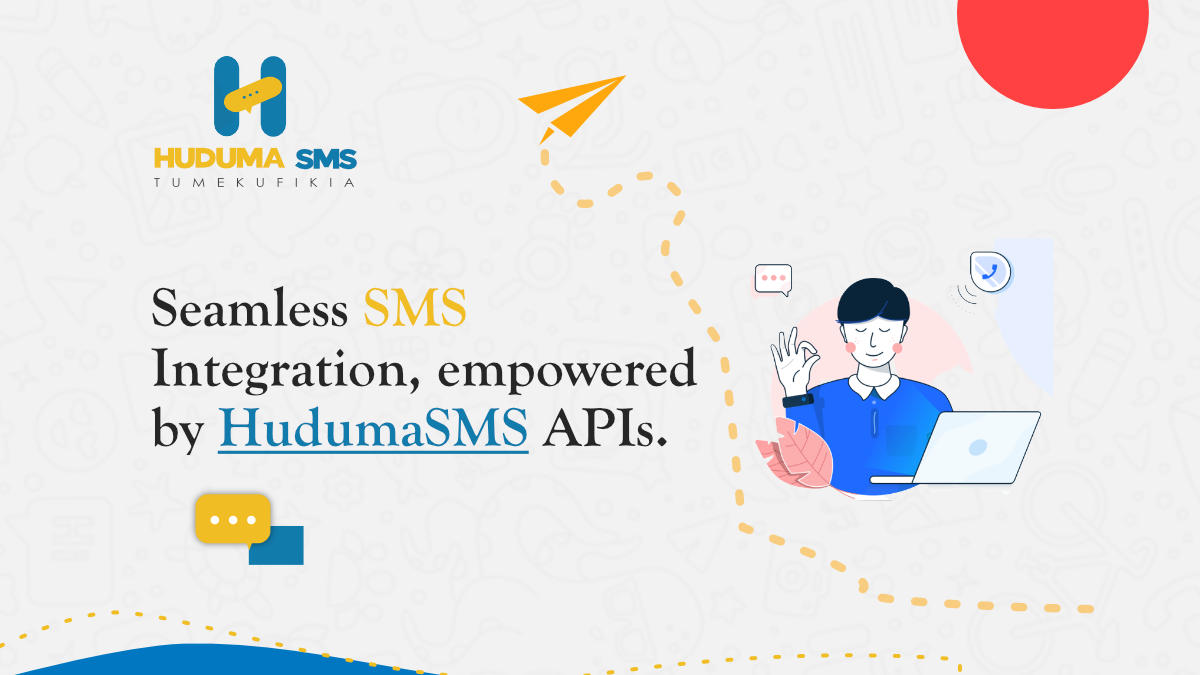 HUDUMA SMS
TUMEKUFIKIA
Seamless SMS
Integration, empowered
by HudumaSMS APIs.